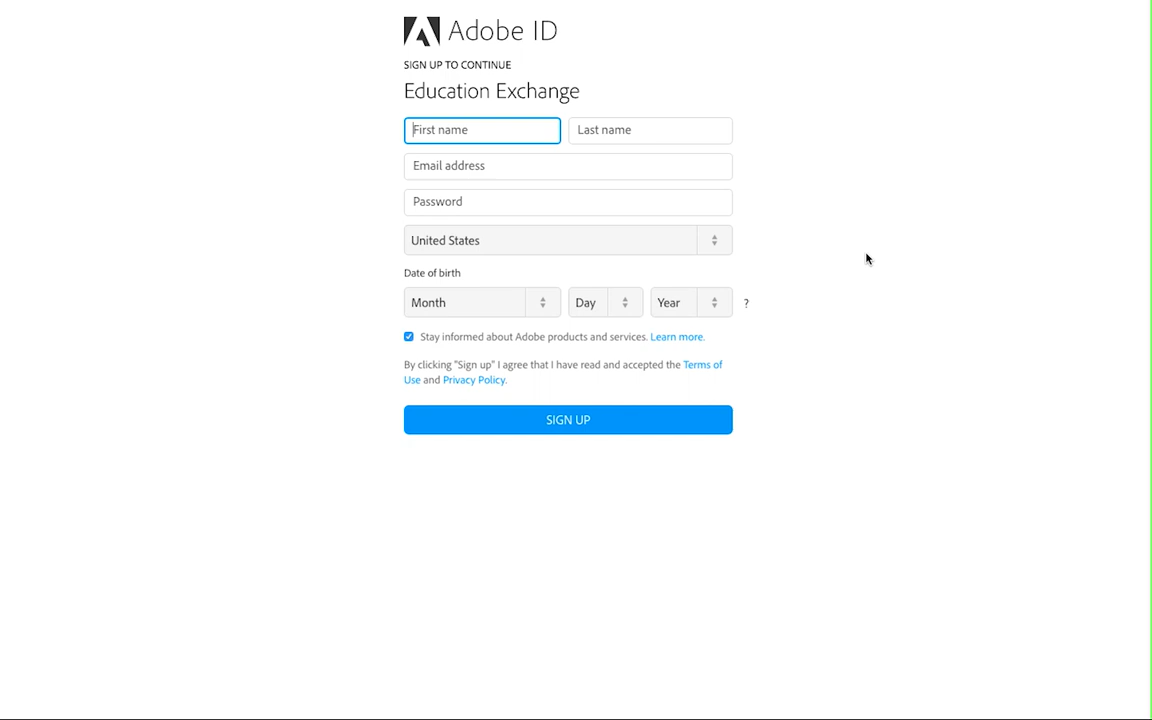 Adobe ID
SIGN UP TO CONTINUE
Education Exchange
First name Last name
Email address
Password
United States
Date of birth
Month Day Year ?
Stay informed about Adobe products and services. Learn more.
By clicking "Sign up" I agree that I have read and accepted the Terms of
Use and Privacy Policy.
SIGN UP